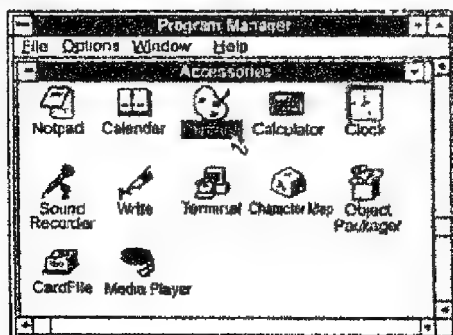 Program Manager
File Options Window Help
Accessories
Notpad Calendar Calculator Clock
Sound Recorder Write Terminal Character Map Object Packager
CardFile Media Player